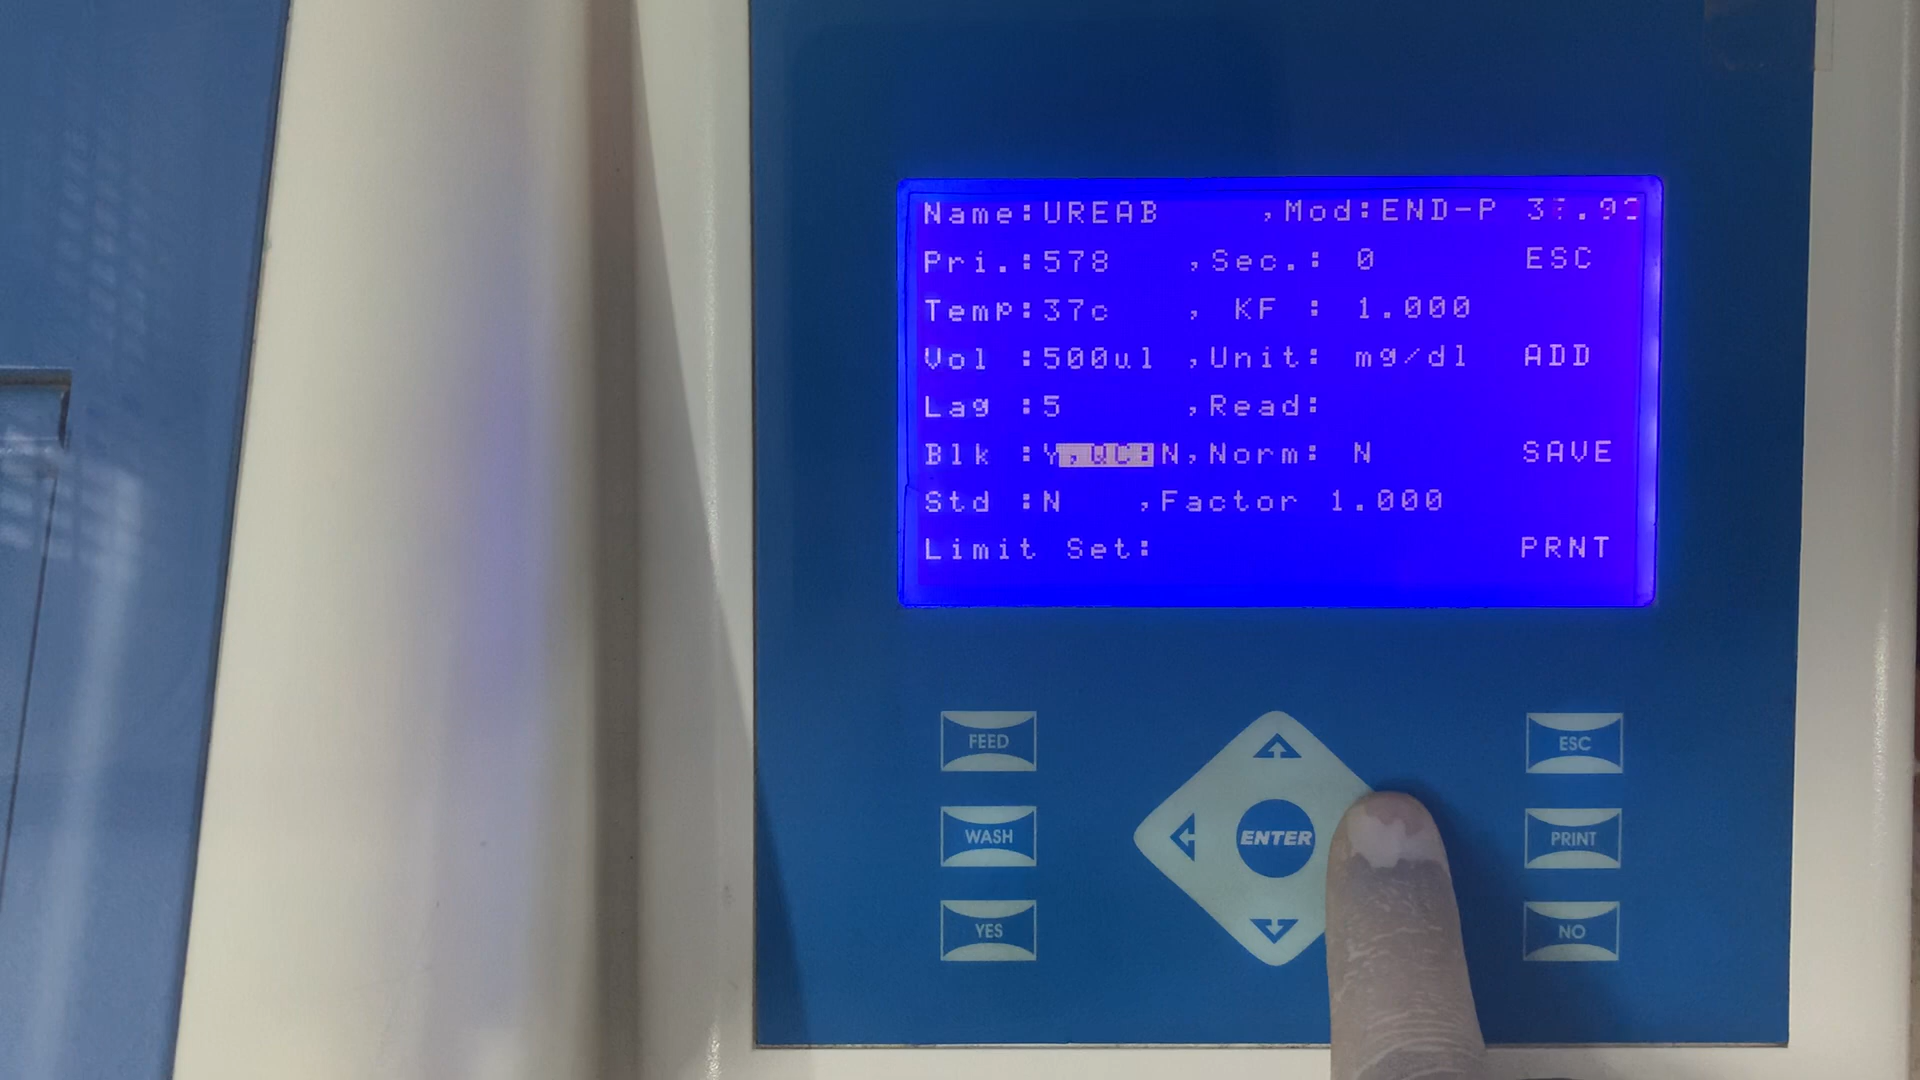 Name:UREAB ,Mod:END-P
Pri.:578 ,Sec.: 0 ESC
Temp:37c , KF : 1.000
Vol :500ul ,Unit: mg/dl ADD
Lag :5 ,Read:
Blk :Y,QC:N,Norm: N SAVE
Std :N ,Factor 1.000
Limit Set: PRNT
FEED ESC
WASH ENTER PRINT
YES NO